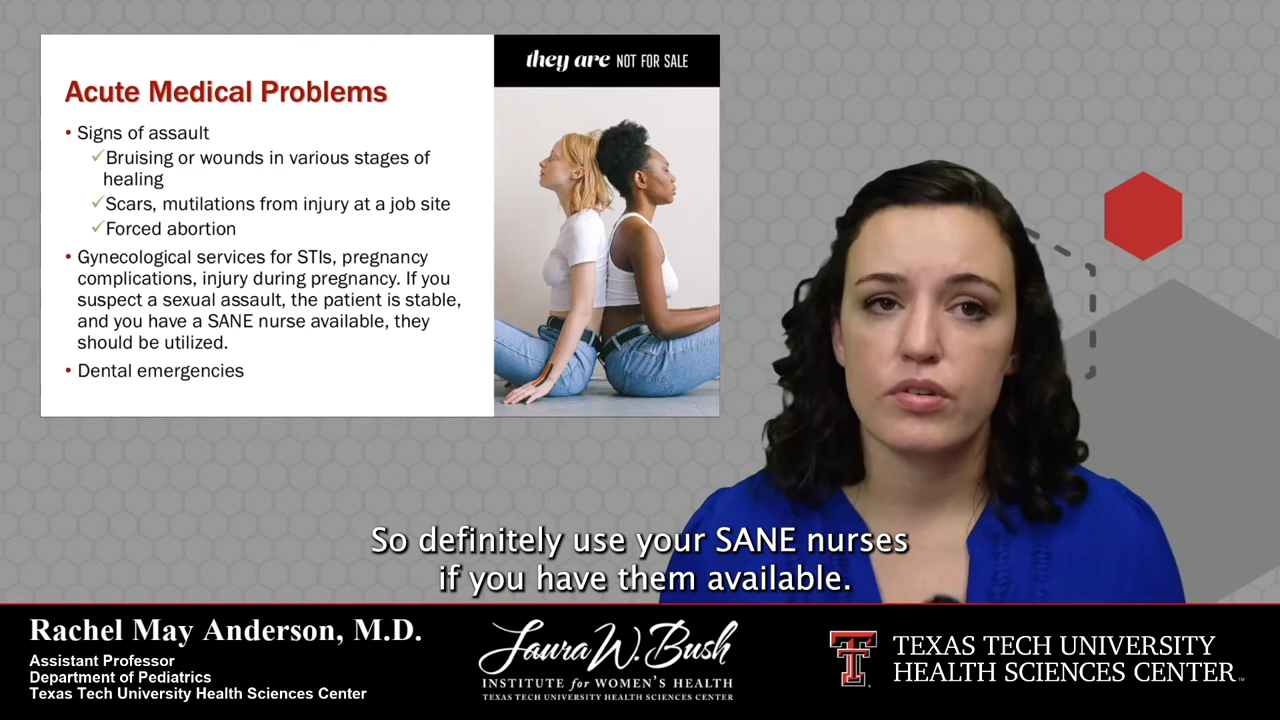 they are NOT FOR SALE
Acute Medical Problems
• Signs of assault
✓Bruising or wounds in various stages of
healing
✓Scars, mutilations from injury at a job site
✓Forced abortion
• Gynecological services for STIs, pregnancy
complications, injury during pregnancy. If you
suspect a sexual assault, the patient is stable,
and you have a SANE nurse available, they
should be utilized.
• Dental emergencies
So definitely use your SANE nurses
if you have them available.
Rachel May Anderson, M.D.
Assistant Professor
Department of Pediatrics
Texas Tech University Health Sciences Center
Laura W. Bush
INSTITUTE for WOMEN'S HEALTH
TEXAS TECH UNIVERSITY HEALTH SCIENCES CENTER
TEXAS TECH UNIVERSITY
HEALTH SCIENCES CENTER™